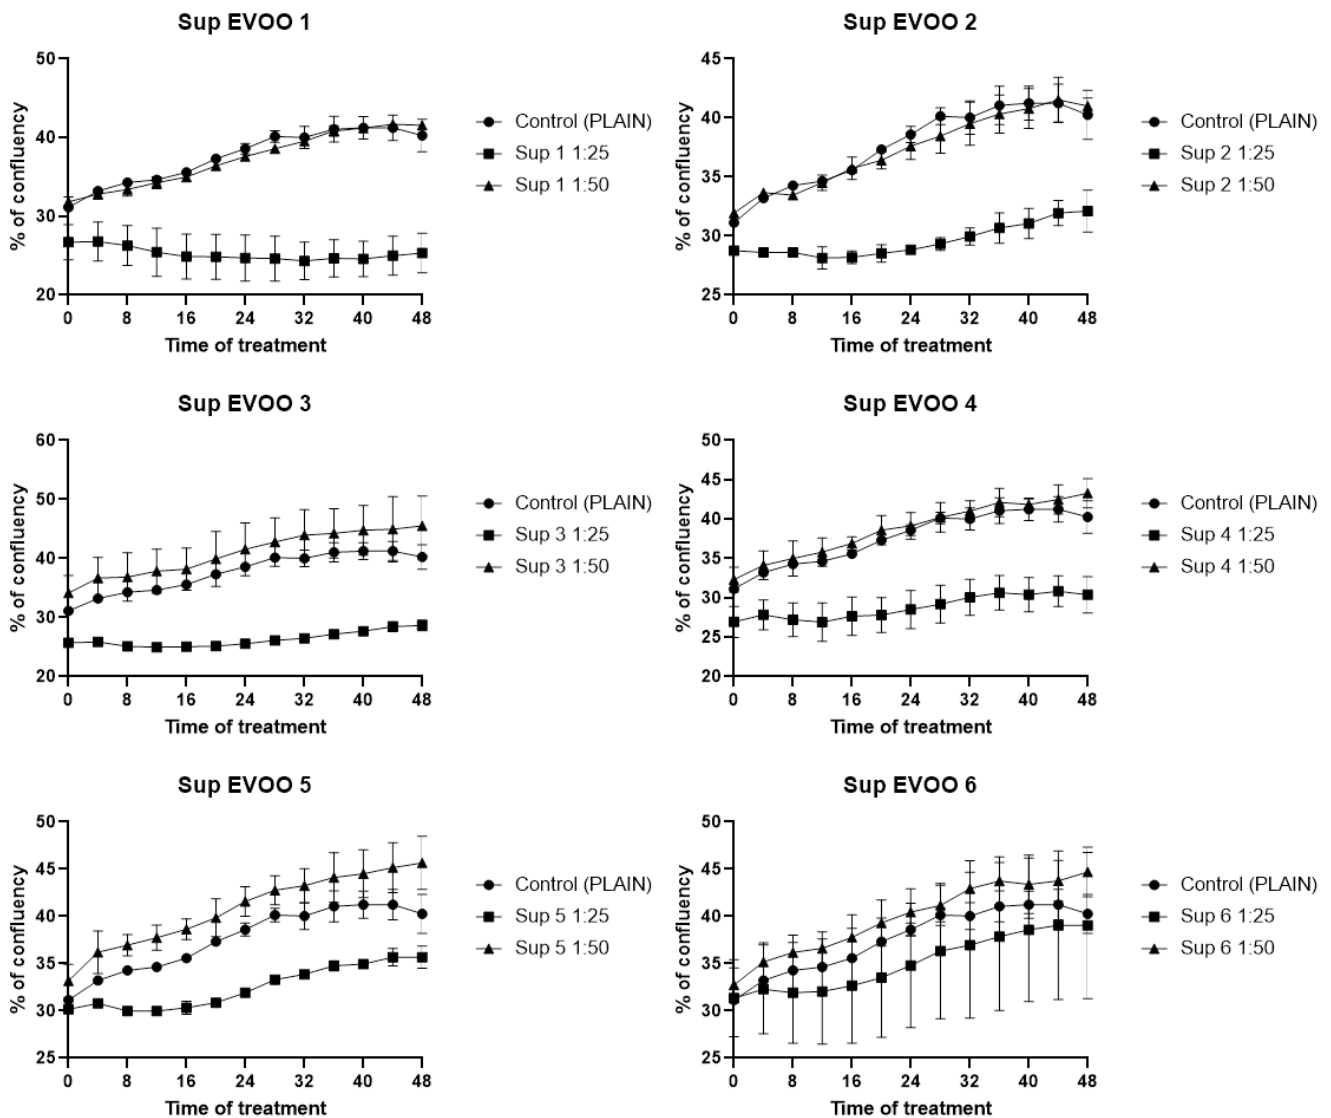 Sup EVOO 1
% of confluency
50
40
30
20
0 8 16 24 32 40 48
Time of treatment
Control (PLAIN)
Sup 1 1:25
Sup 1 1:50
Sup EVOO 2
% of confluency
45
40
35
30
25
0 8 16 24 32 40 48
Time of treatment
Control (PLAIN)
Sup 2 1:25
Sup 2 1:50
Sup EVOO 3
% of confluency
60
50
40
30
20
0 8 16 24 32 40 48
Time of treatment
Control (PLAIN)
Sup 3 1:25
Sup 3 1:50
Sup EVOO 4
% of confluency
50
45
40
35
30
25
20
0 8 16 24 32 40 48
Time of treatment
Control (PLAIN)
Sup 4 1:25
Sup 4 1:50
Sup EVOO 5
% of confluency
50
45
40
35
30
25
0 8 16 24 32 40 48
Time of treatment
Control (PLAIN)
Sup 5 1:25
Sup 5 1:50
Sup EVOO 6
% of confluency
50
45
40
35
30
25
0 8 16 24 32 40 48
Time of treatment
Control (PLAIN)
Sup 6 1:25
Sup 6 1:50